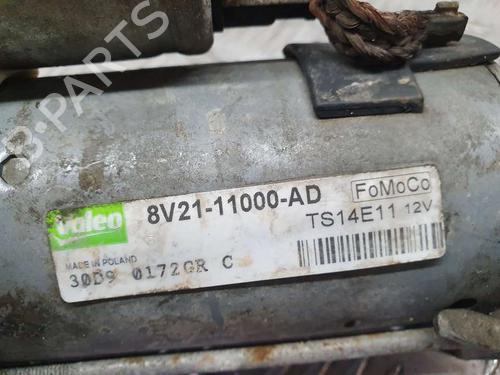 B-Parts
valeo
8V21-11000-AD
FoMoCo
TS14E11 12V
MADE IN POLAND
30D9 0172GR C